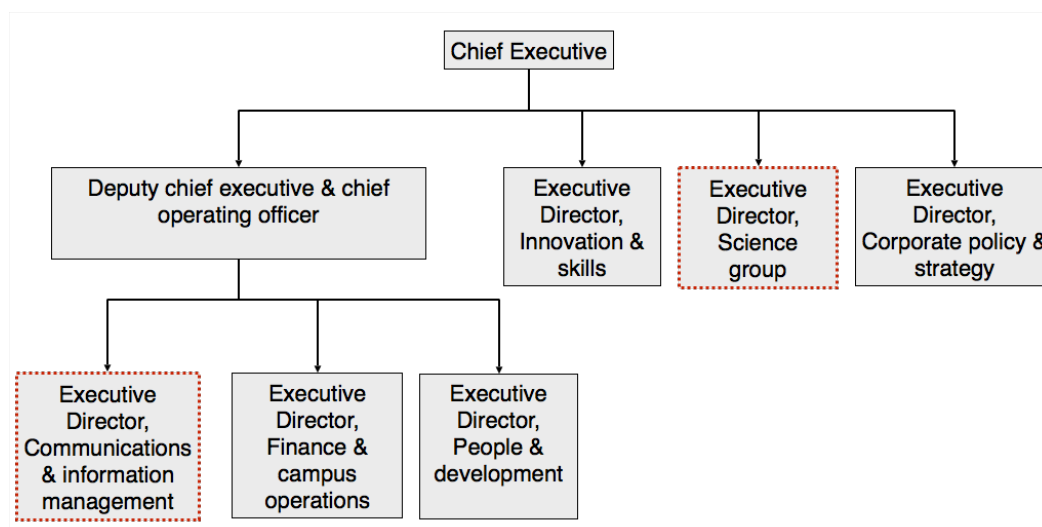 Chief Executive
Deputy chief executive & chief
operating officer
Executive
Director,
Innovation &
skills
Executive
Director,
Science
group
Executive
Director,
Corporate policy &
strategy
Executive
Director,
Communications
& information
management
Executive
Director,
Finance &
campus
operations
Executive
Director,
People &
development